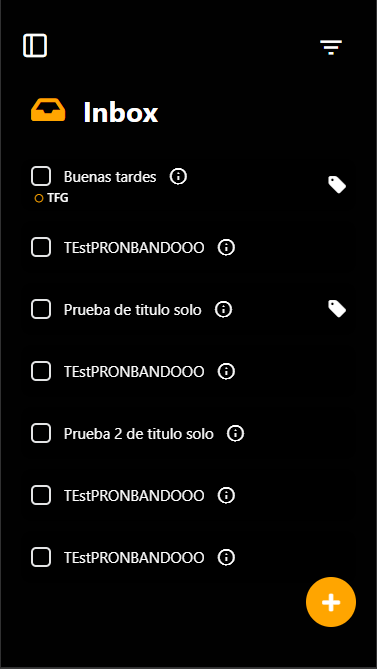 Inbox
Buenas tardes
TFG
TEstPRONBANDOOO
Prueba de titulo solo
TEstPRONBANDOOO
Prueba 2 de titulo solo
TEstPRONBANDOOO
TEstPRONBANDOOO